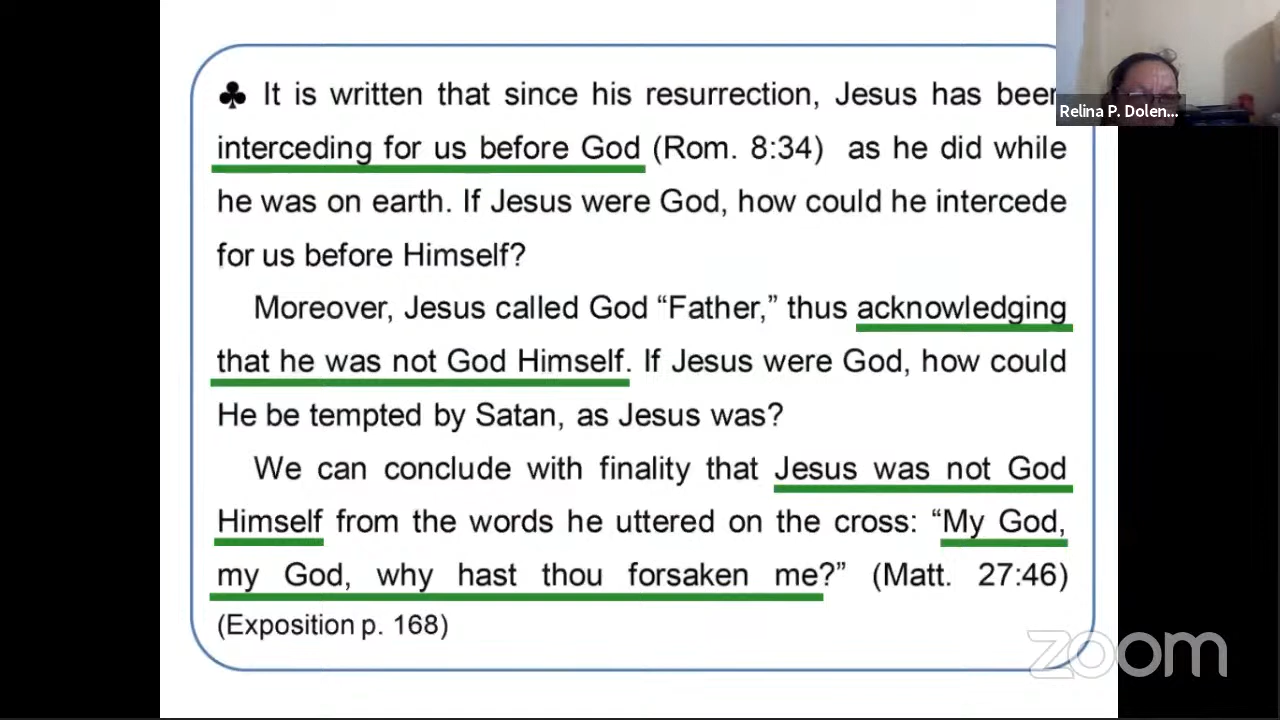 ♣ It is written that since his resurrection, Jesus has been
interceding for us before God (Rom. 8:34) as he did while
he was on earth. If Jesus were God, how could he intercede
for us before Himself?
Moreover, Jesus called God “Father,” thus acknowledging
that he was not God Himself. If Jesus were God, how could
He be tempted by Satan, as Jesus was?
We can conclude with finality that Jesus was not God
Himself from the words he uttered on the cross: “My God,
my God, why hast thou forsaken me?” (Matt. 27:46)
(Exposition p. 168)
Relina P. Dolen...
zoom